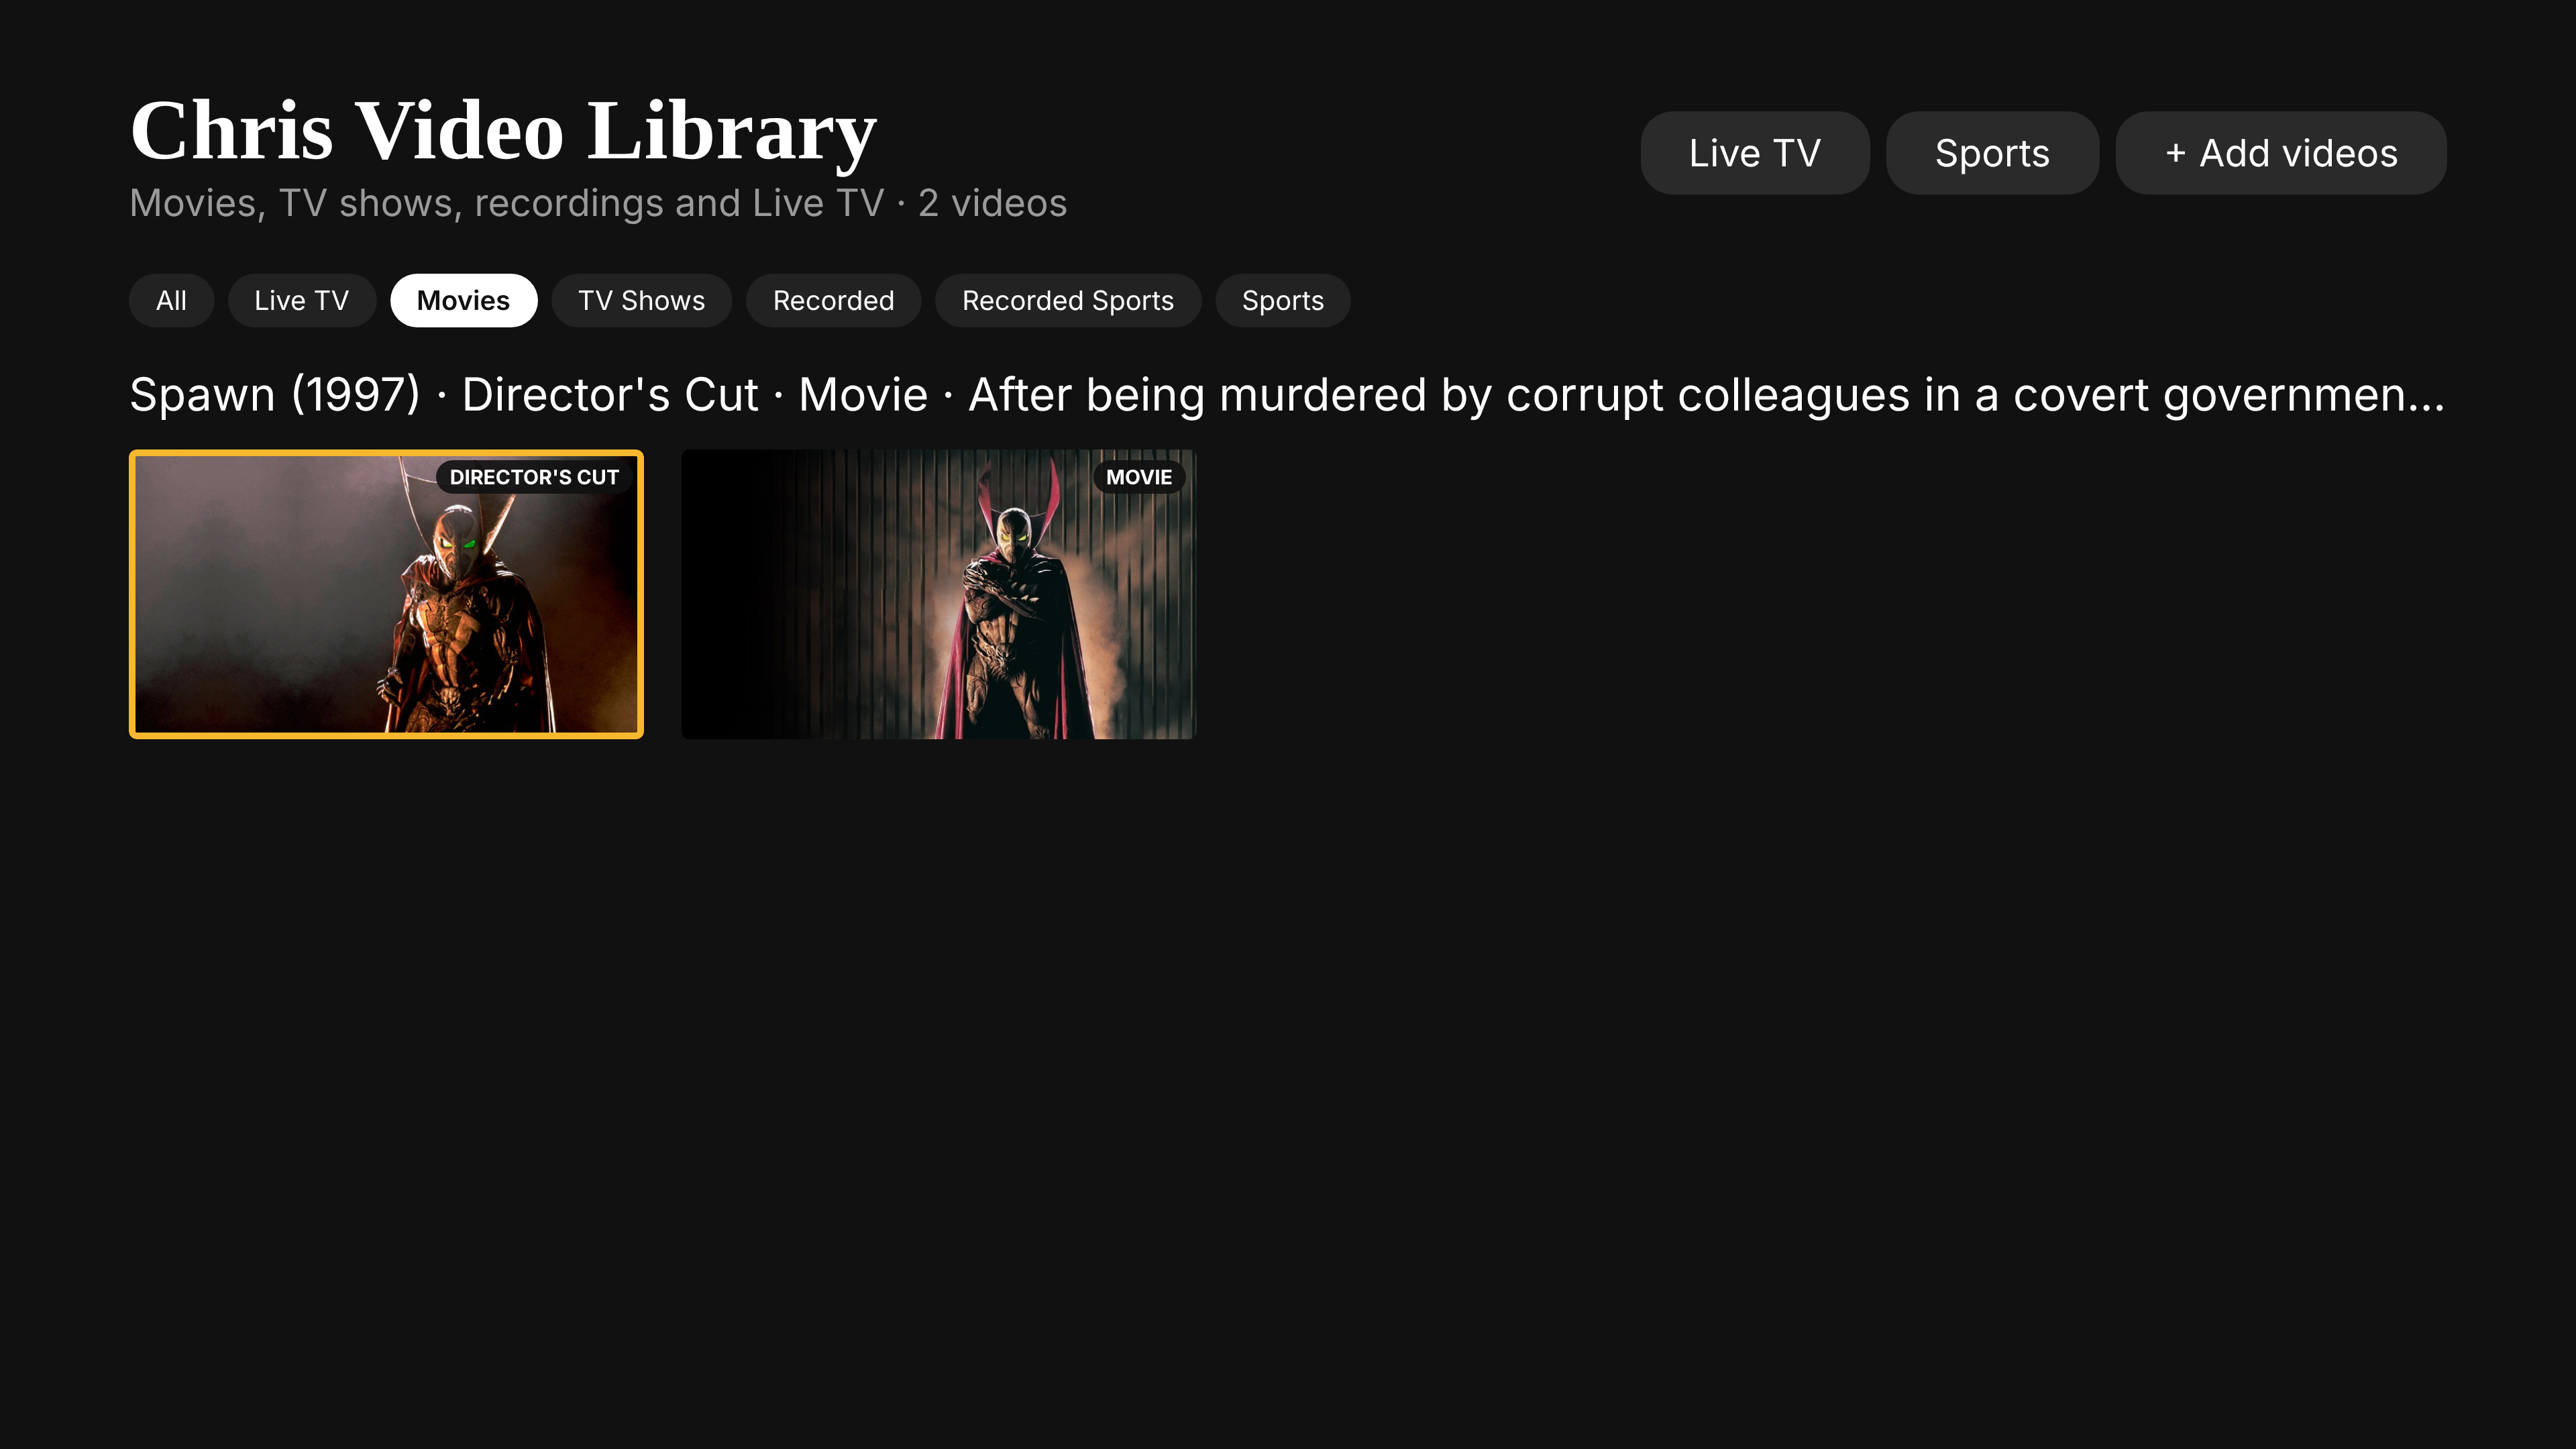 Chris Video Library
Movies, TV shows, recordings and Live TV · 2 videos
Live TV
Sports
+ Add videos
All
Live TV
Movies
TV Shows
Recorded
Recorded Sports
Sports
Spawn (1997) · Director's Cut · Movie · After being murdered by corrupt colleagues in a covert governmen...
DIRECTOR'S CUT
MOVIE